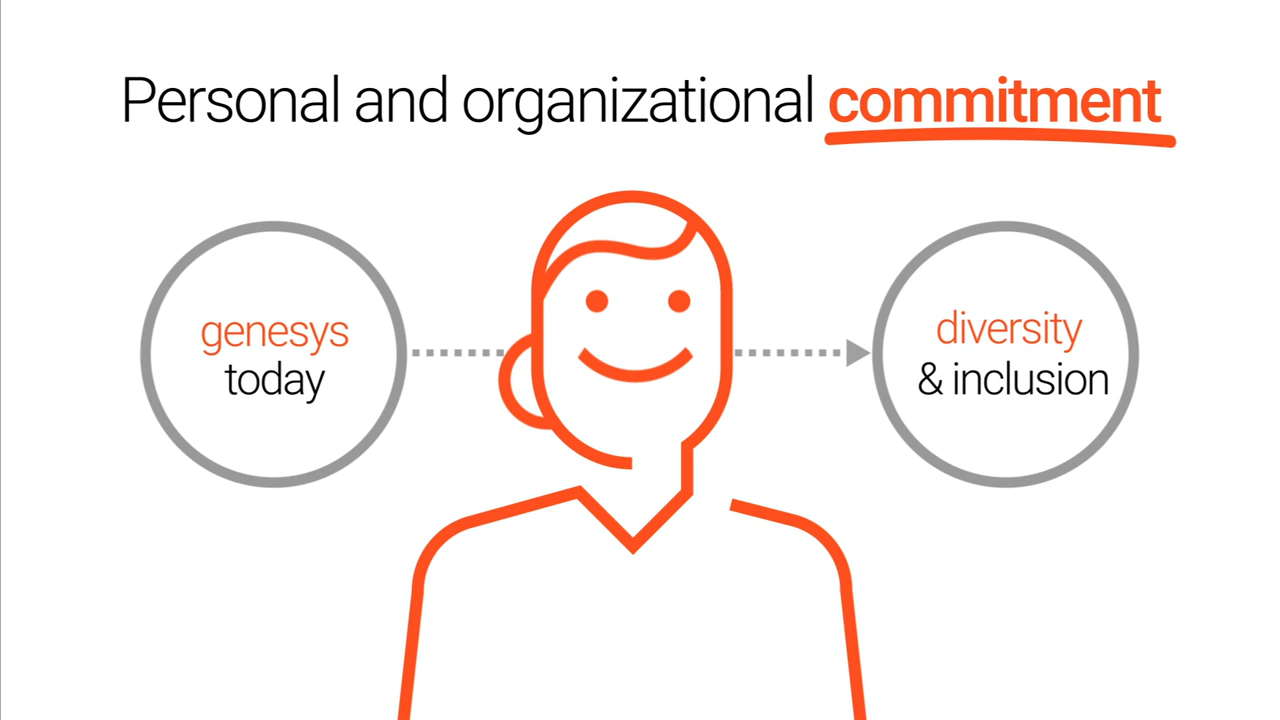 Personal and organizational commitment
genesys
today
diversity
& inclusion